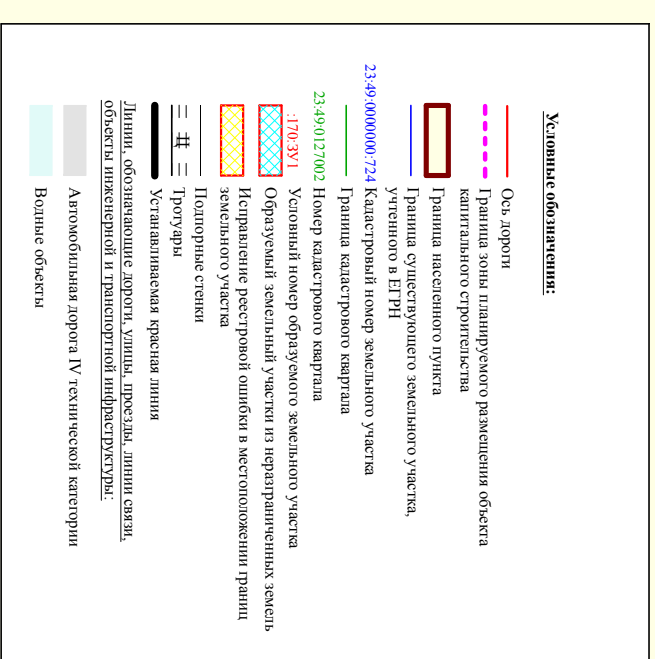 Условные обозначения:
Ось дороги
Граница зоны планируемого размещения объекта
капитального строительства
Граница населенного пункта
Граница существующего земельного участка,
учтенного в ЕГРН
23:49:0000000:724 Кадастровый номер земельного участка
Граница кадастрового квартала
23:49:0127002 Номер кадастрового квартала
:170:ЗУ1 Условный номер образуемого земельного участка
Образуемый земельный участки из неразграниченных земель
Исправление реестровой ошибки в местоположении границ
земельного участка
Подпорные стенки
Тротуары
Устанавливаемая красная линия
Линии, обозначающие дороги, улицы, проезды, линии связи,
объекты инженерной и транспортной инфраструктуры:
Автомобильная дорога IV технической категории
Водные объекты